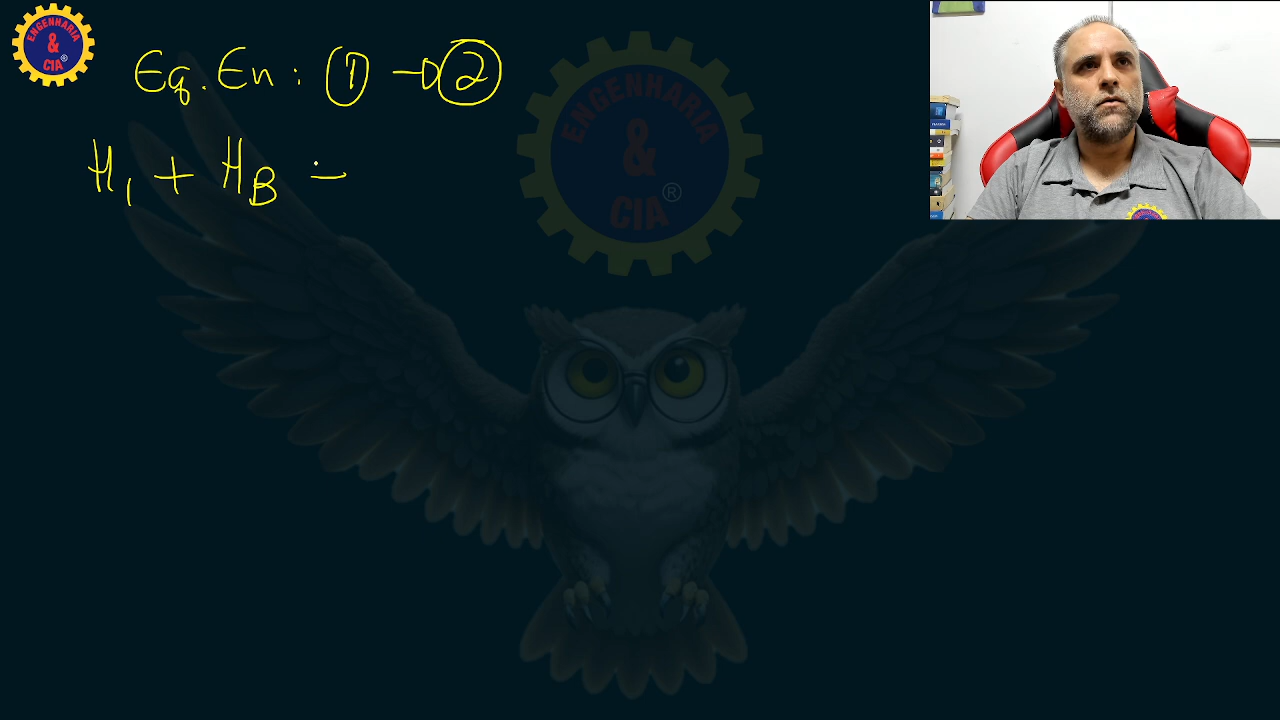 ENGENHARIA & CIA®
Eq. En: ① → ②
H₁ + H_B =
ENGENHARIA & CIA®